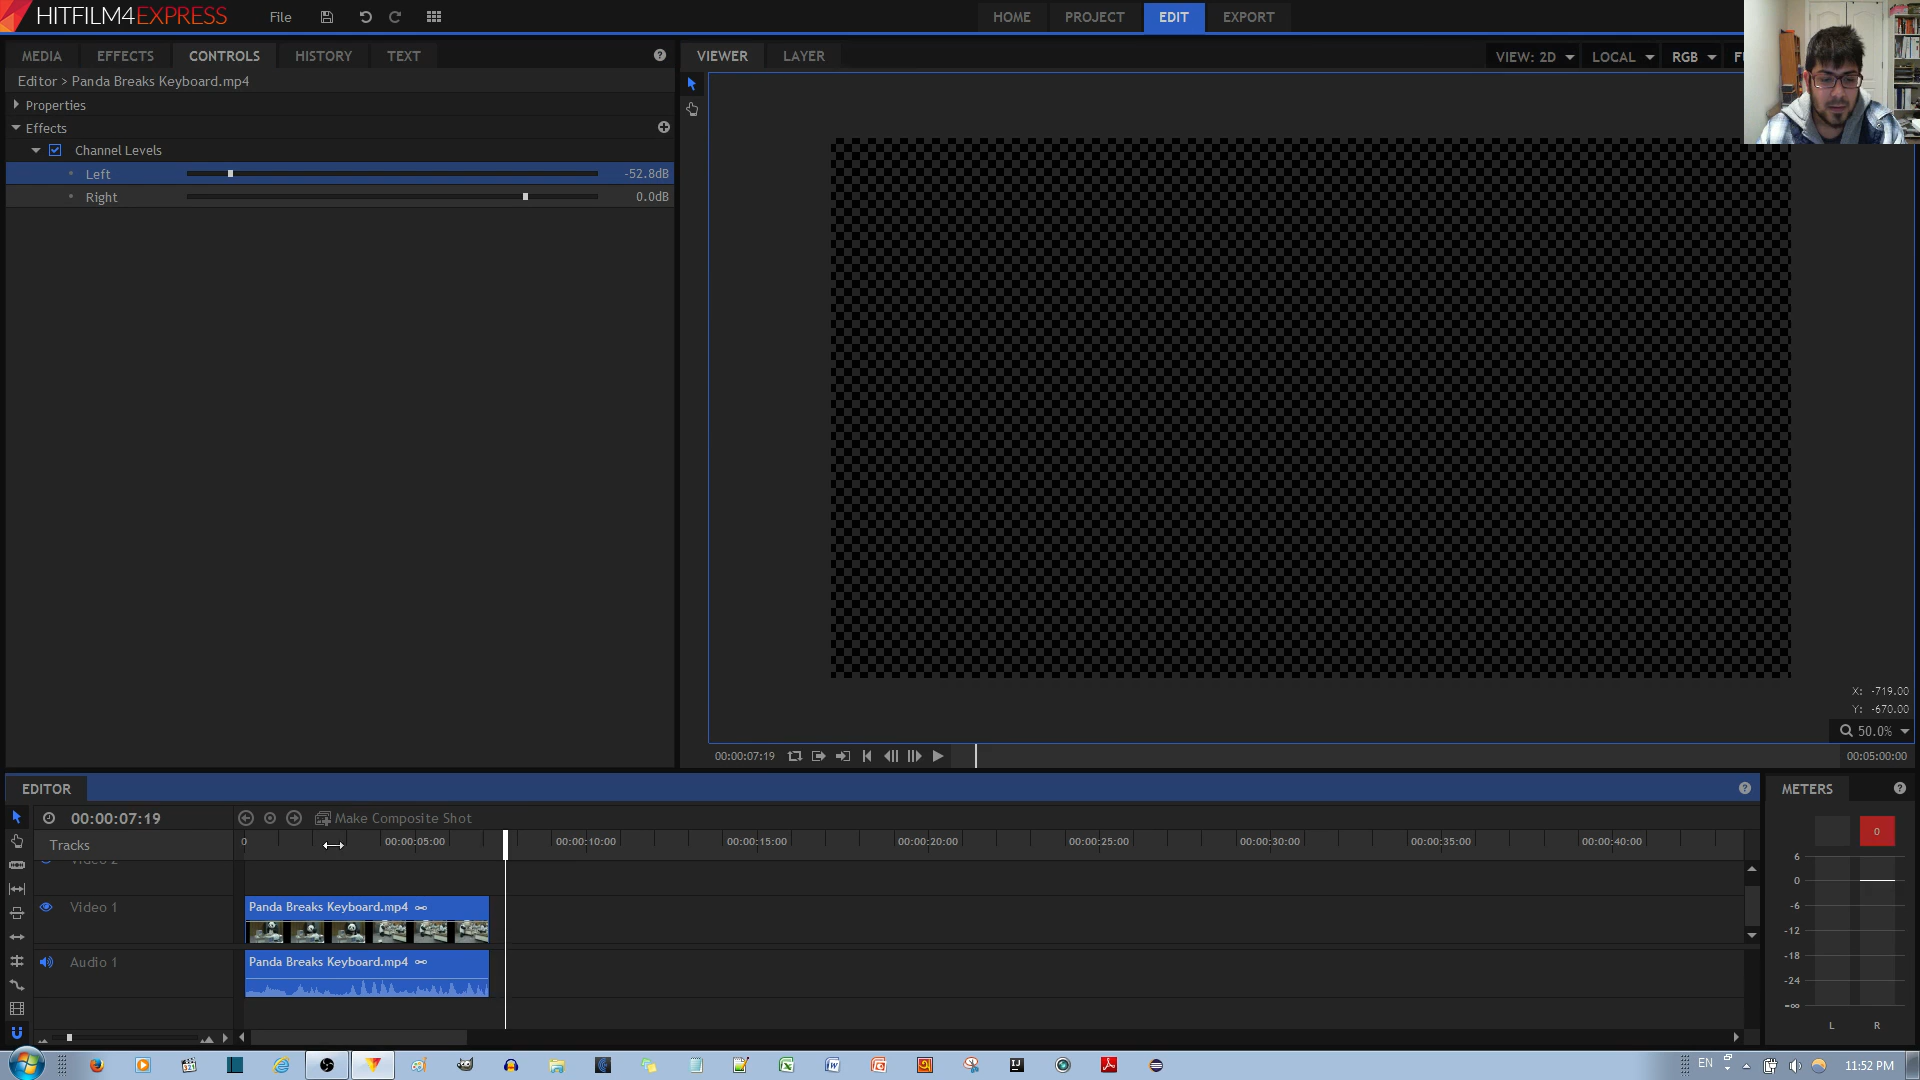 HITFILM4EXPRESS
File
HOME
PROJECT
EDIT
EXPORT
MEDIA
EFFECTS
CONTROLS
HISTORY
TEXT
VIEWER
LAYER
VIEW: 2D
LOCAL
RGB
Editor > Panda Breaks Keyboard.mp4
Properties
Effects
Channel Levels
Left
-52.8dB
Right
0.0dB
X: -719.00
Y: -670.00
50.0%
00:00:07:19
00:05:00:00
EDITOR
METERS
00:00:07:19
Make Composite Shot
Tracks
0
00:00:05:00
00:00:10:00
00:00:15:00
00:00:20:00
00:00:25:00
00:00:30:00
00:00:35:00
00:00:40:00
0
6
0
-6
-12
-18
-24
-∞
L
R
Video 2
Video 1
Panda Breaks Keyboard.mp4
Audio 1
Panda Breaks Keyboard.mp4
EN
11:52 PM